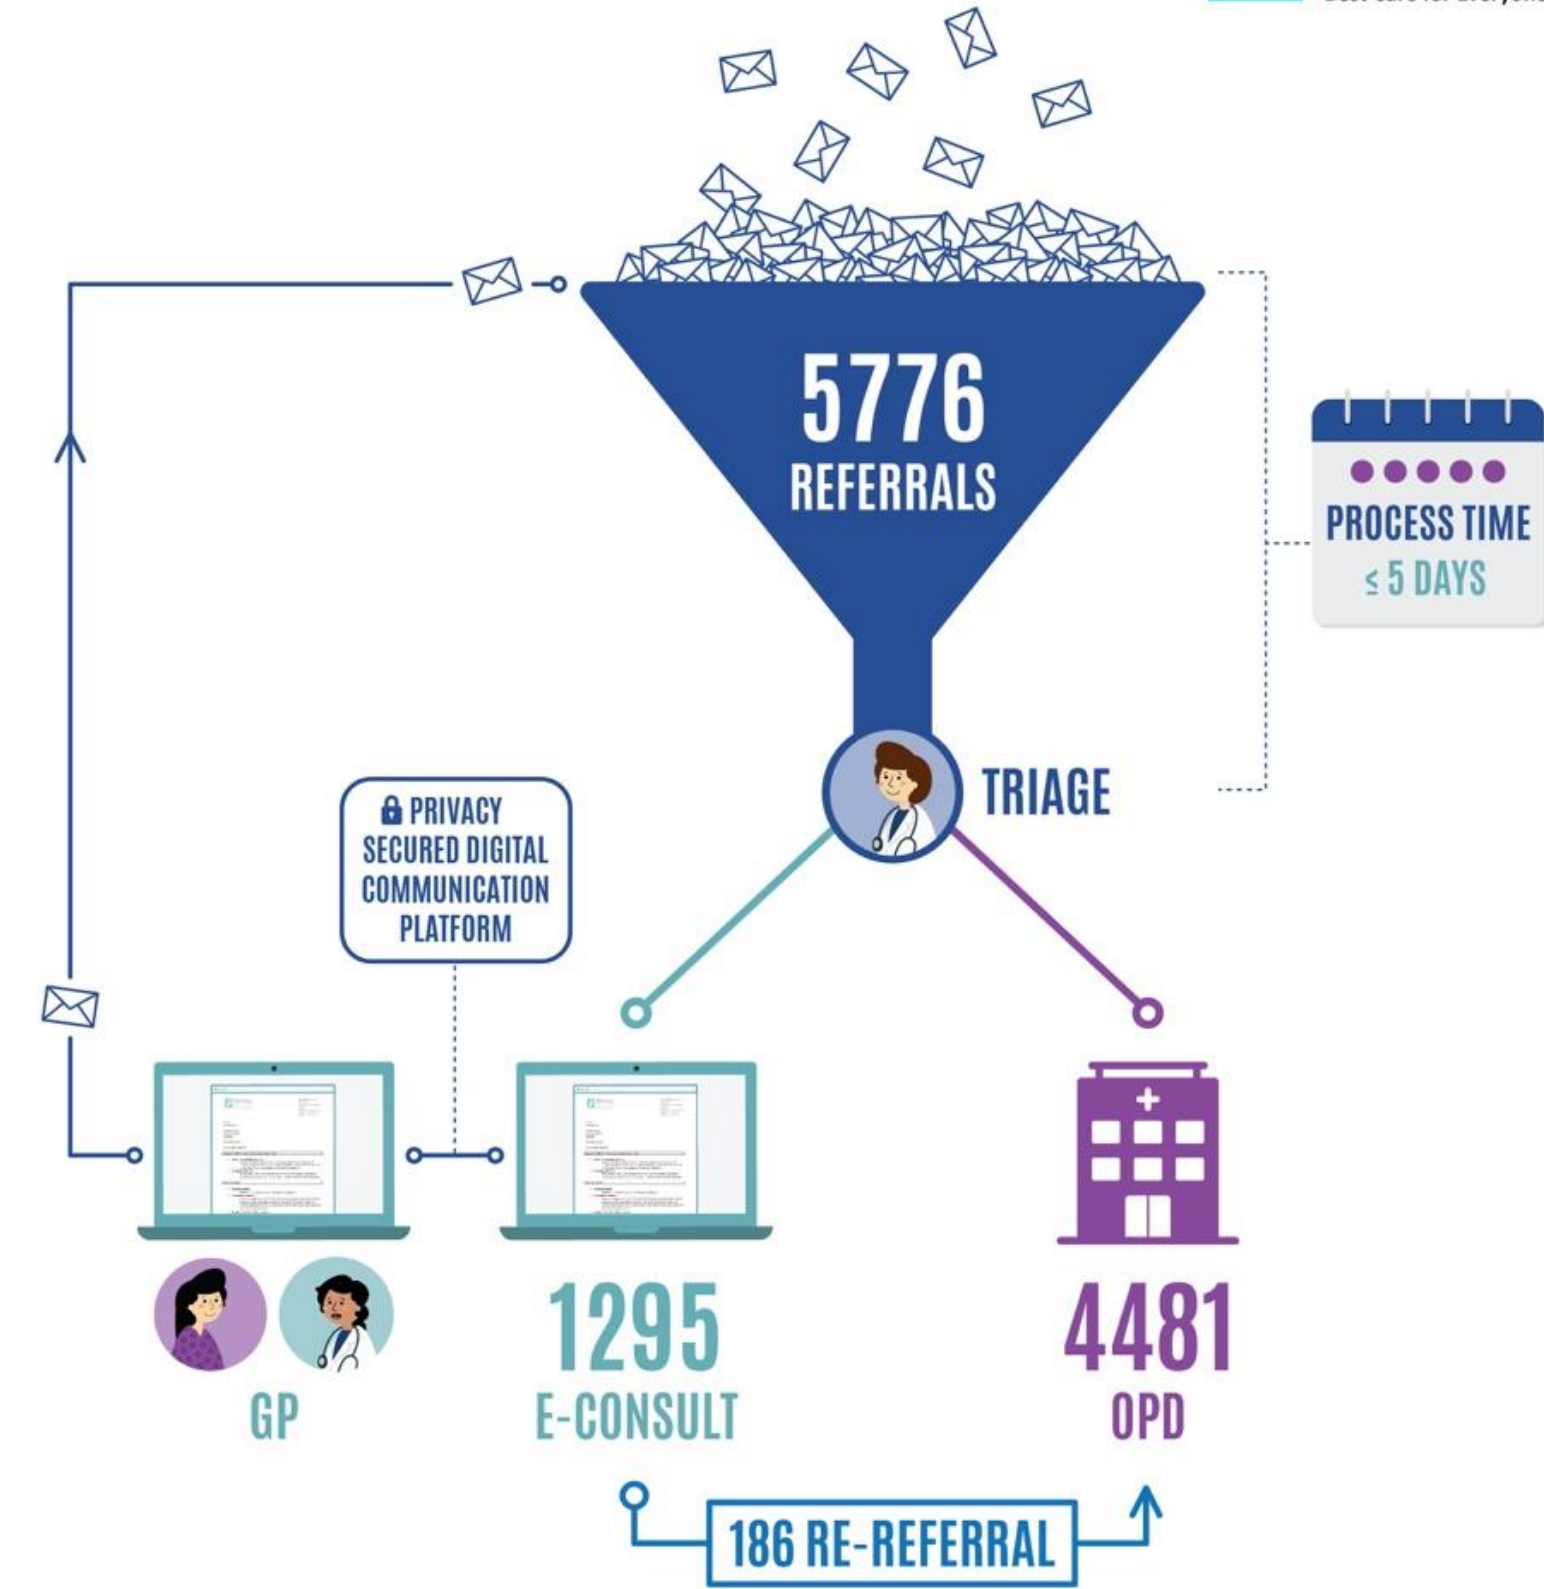 5776
REFERRALS
PROCESS TIME
≤ 5 DAYS
TRIAGE
PRIVACY
SECURED DIGITAL
COMMUNICATION
PLATFORM
GP
1295
E-CONSULT
4481
OPD
186 RE-REFERRAL